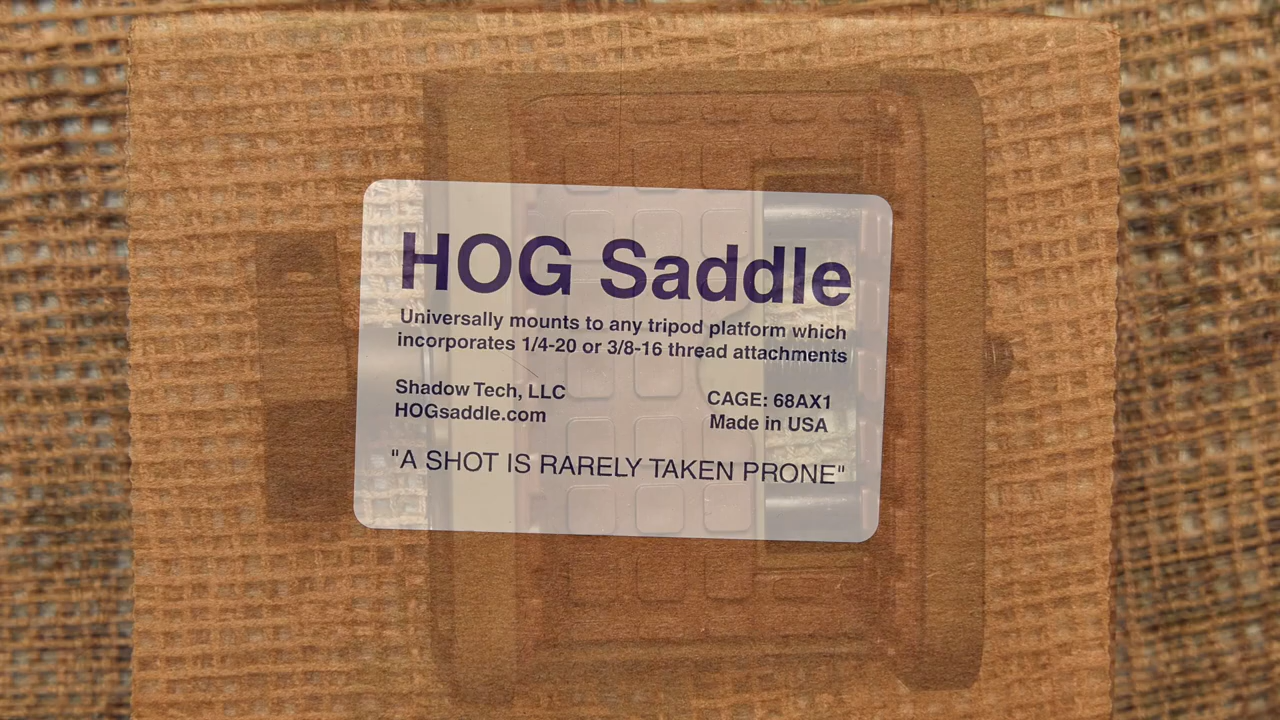 HOG Saddle
Universally mounts to any tripod platform which
incorporates 1/4-20 or 3/8-16 thread attachments
Shadow Tech, LLC
HOGsaddle.com
CAGE: 68AX1
Made in USA
"A SHOT IS RARELY TAKEN PRONE"